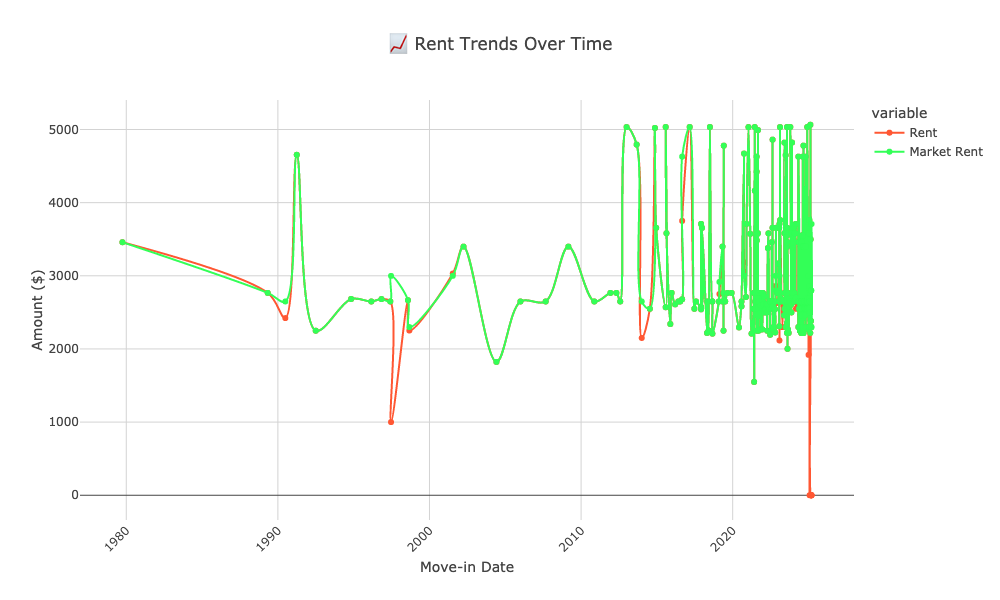 📈 Rent Trends Over Time
variable
Rent
Market Rent
Amount ($)
5000
4000
3000
2000
1000
0
1980
1990
2000
2010
2020
Move-in Date